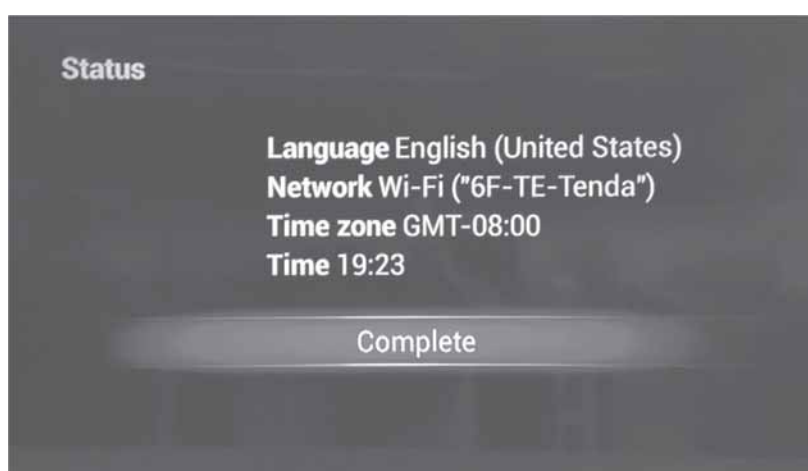 Status
Language English (United States)
Network Wi-Fi ("6F-TE-Tenda")
Time zone GMT-08:00
Time 19:23
Complete